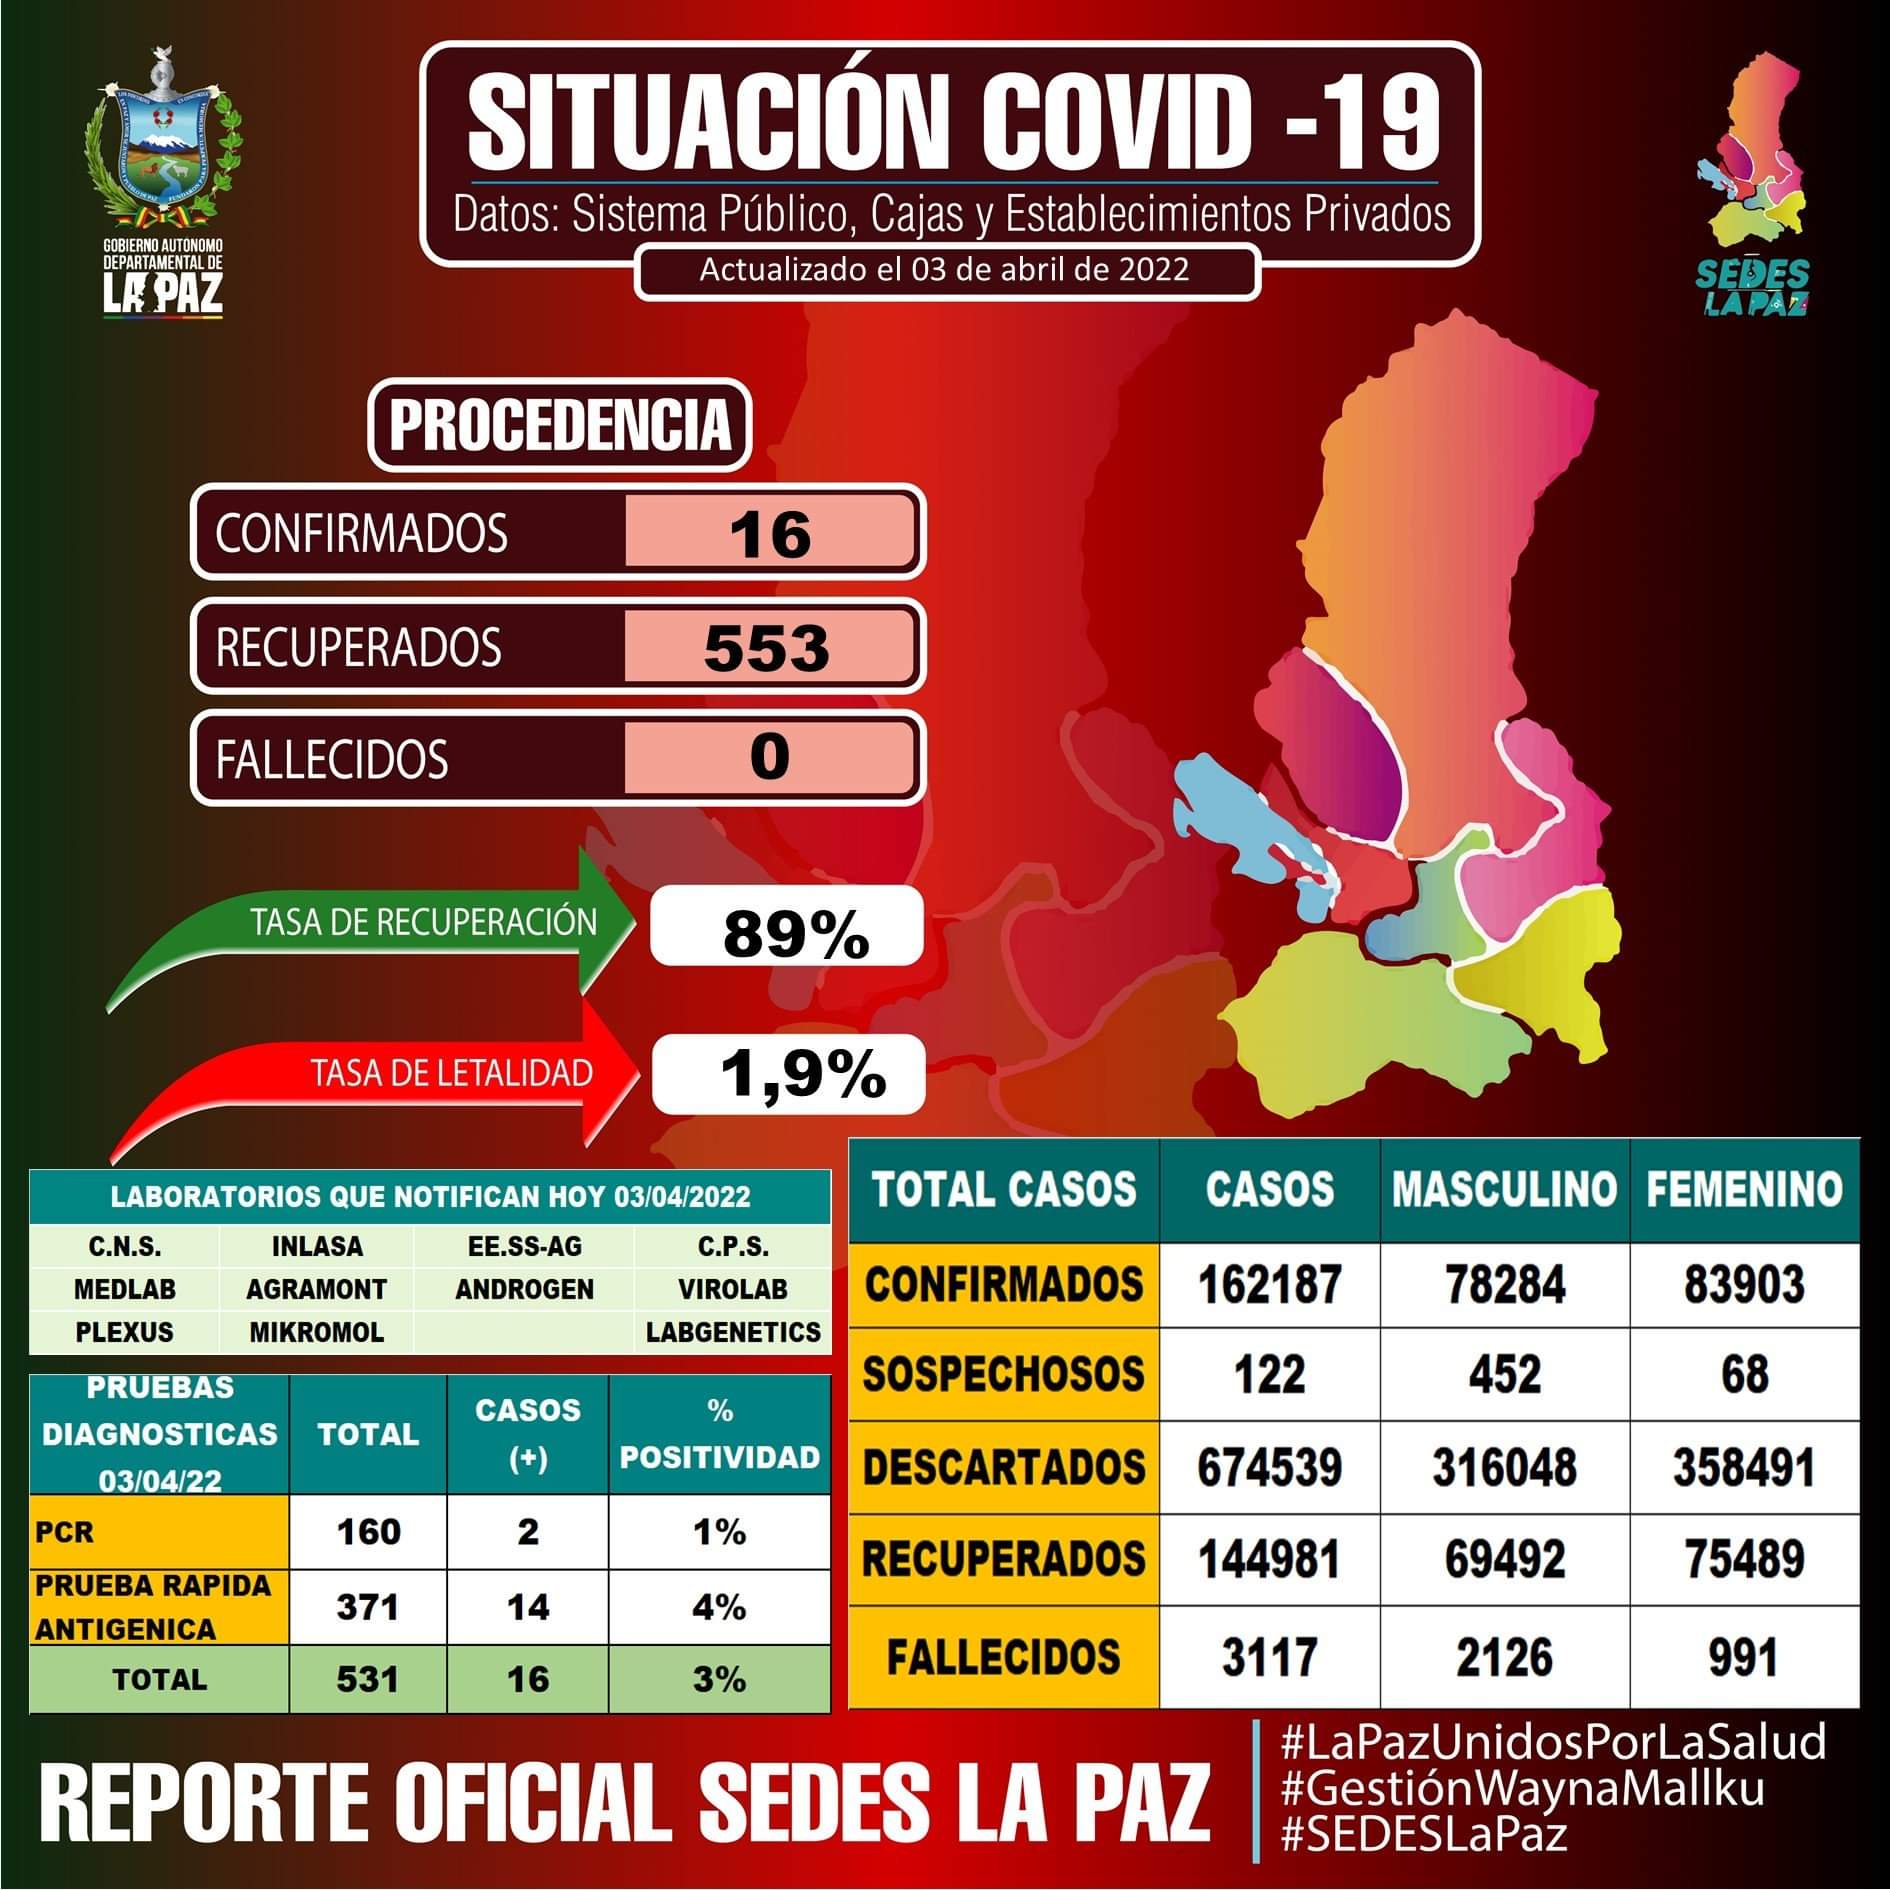 SITUACIÓN COVID -19
Datos: Sistema Público, Cajas y Establecimientos Privados
Actualizado el 03 de abril de 2022
GOBIERNO AUTÓNOMO
DEPARTAMENTAL DE
LA PAZ
SEDES
LA PAZ
PROCEDENCIA
CONFIRMADOS 16
RECUPERADOS 553
FALLECIDOS 0
TASA DE RECUPERACIÓN 89%
TASA DE LETALIDAD 1,9%
LABORATORIOS QUE NOTIFICAN HOY 03/04/2022
C.N.S. INLASA EE.SS-AG C.P.S.
MEDLAB AGRAMONT ANDROGEN VIROLAB
PLEXUS MIKROMOL LABGENETICS
PRUEBAS
DIAGNOSTICAS
03/04/22
TOTAL
CASOS
(+)
%
POSITIVIDAD
PCR 160 2 1%
PRUEBA RAPIDA
ANTIGENICA
371 14 4%
TOTAL 531 16 3%
TOTAL CASOS CASOS MASCULINO FEMENINO
CONFIRMADOS 162187 78284 83903
SOSPECHOSOS 122 452 68
DESCARTADOS 674539 316048 358491
RECUPERADOS 144981 69492 75489
FALLECIDOS 3117 2126 991
REPORTE OFICIAL SEDES LA PAZ
#LaPazUnidosPorLaSalud
#GestiónWaynaMallku
#SEDESLaPaz